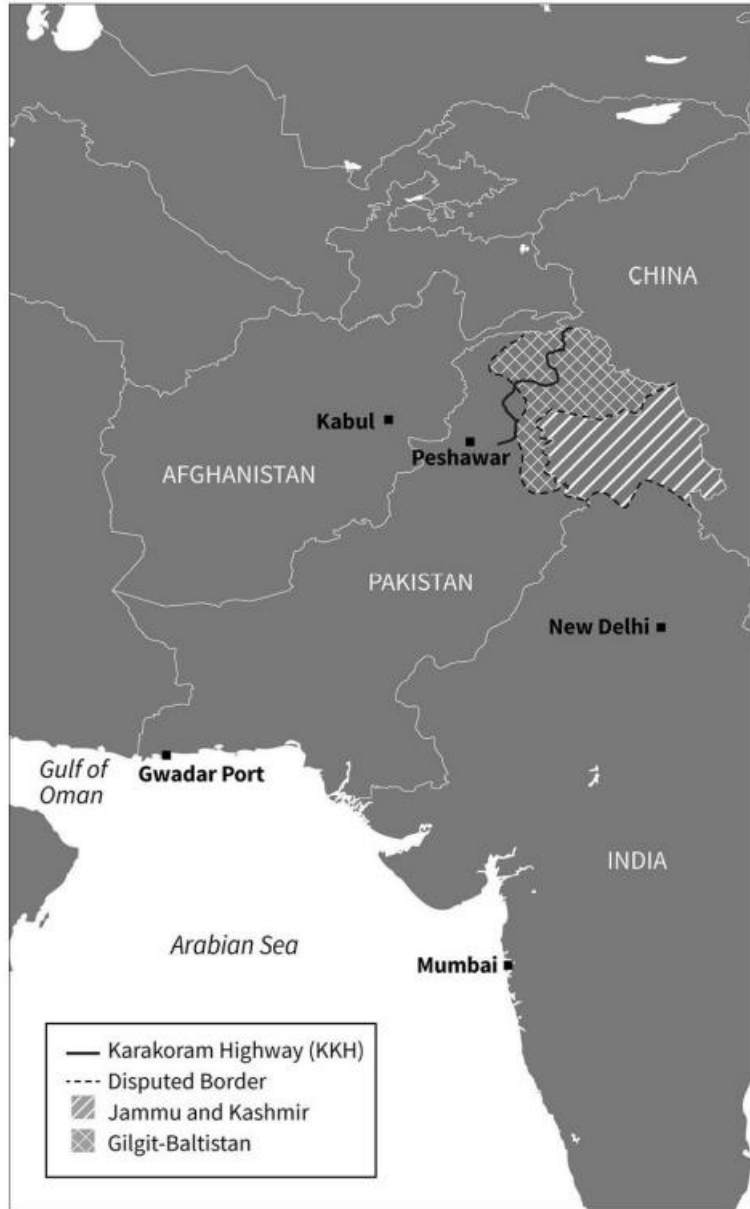 CHINA
Kabul
Peshawar
AFGHANISTAN
PAKISTAN
New Delhi
Gulf of
Oman
Gwadar Port
INDIA
Arabian Sea
Mumbai
Karakoram Highway (KKH)
Disputed Border
Jammu and Kashmir
Gilgit-Baltistan